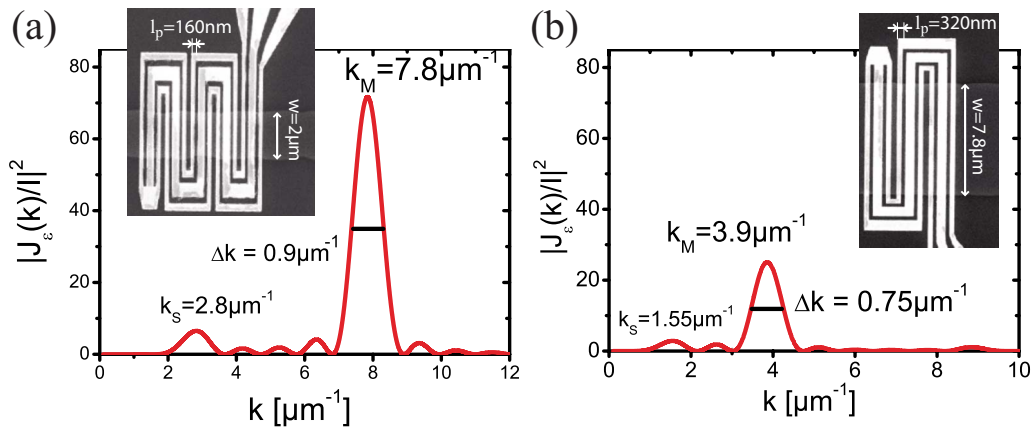 (a)
lₚ=160nm
w=2µm
k_M=7.8µm⁻¹
Δk = 0.9µm⁻¹
k_S=2.8µm⁻¹
|J_ε(k)/I|²
80
60
40
20
0
0 2 4 6 8 10 12
k [µm⁻¹]
(b)
lₚ=320nm
w=7.8µm
k_M=3.9µm⁻¹
Δk = 0.75µm⁻¹
k_S=1.55µm⁻¹
|J_ε(k)/I|²
80
60
40
20
0
0 2 4 6 8 10
k [µm⁻¹]